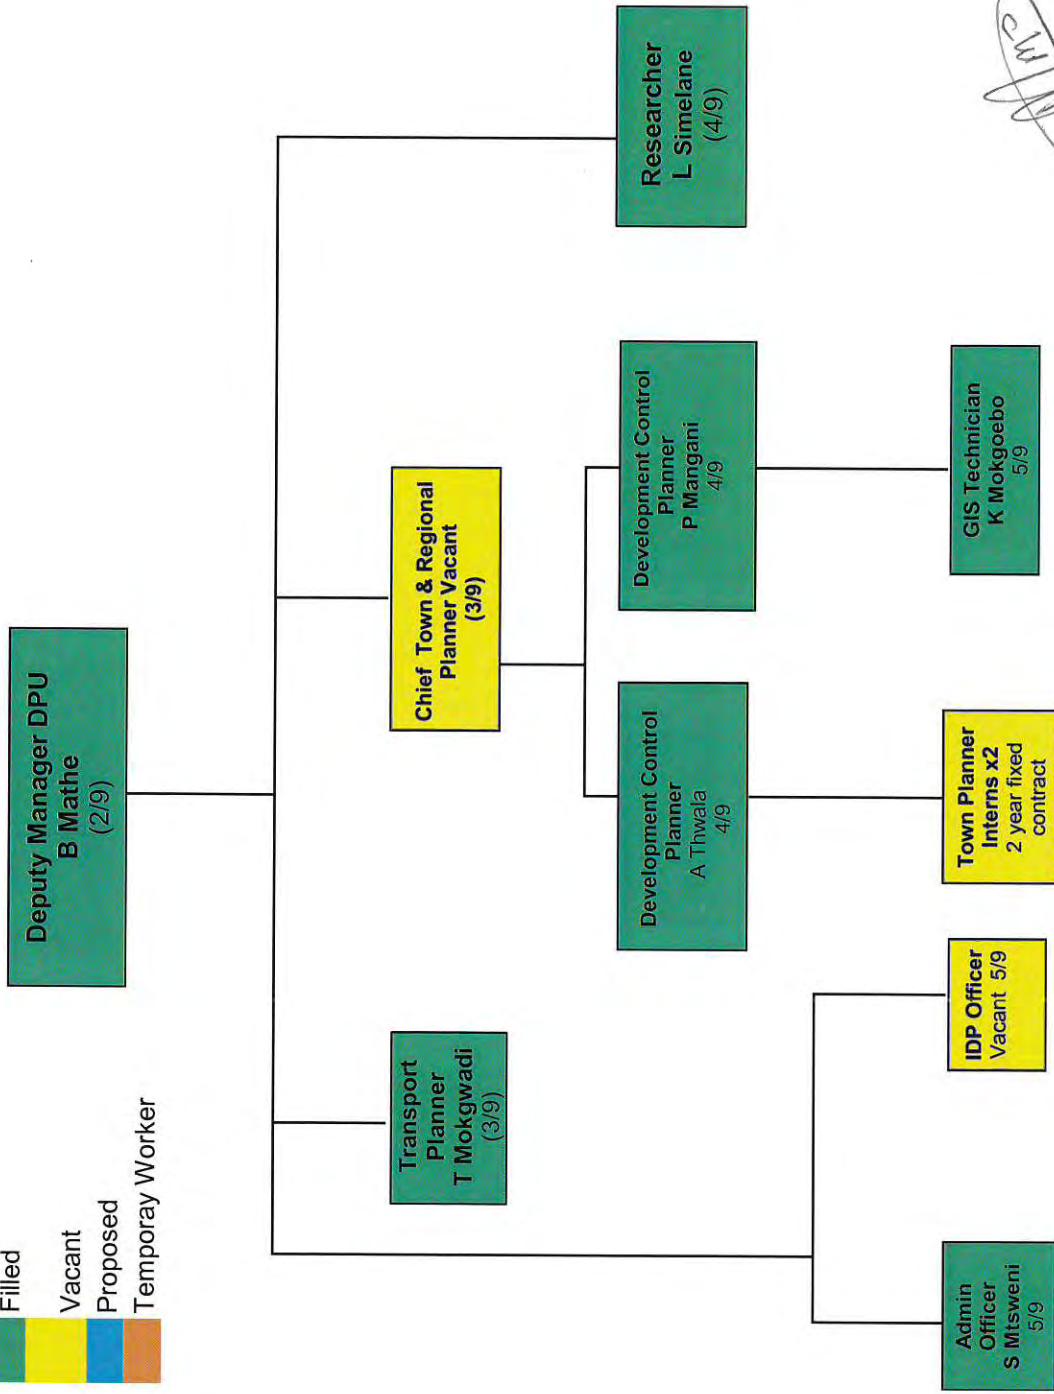 Filled
Vacant
Proposed
Temporay Worker
Deputy Manager DPU
B Mathe
(2/9)
Transport
Planner
T Mokgwadi
(3/9)
Chief Town & Regional
Planner Vacant
(3/9)
Researcher
L Simelane
(4/9)
Development Control
Planner
A Thwala
4/9
Development Control
Planner
P Mangani
4/9
Admin
Officer
S Mtsweni
5/9
IDP Officer
Vacant 5/9
Town Planner
Interns x2
2 year fixed
contract
GIS Technician
K Mokgoebo
5/9